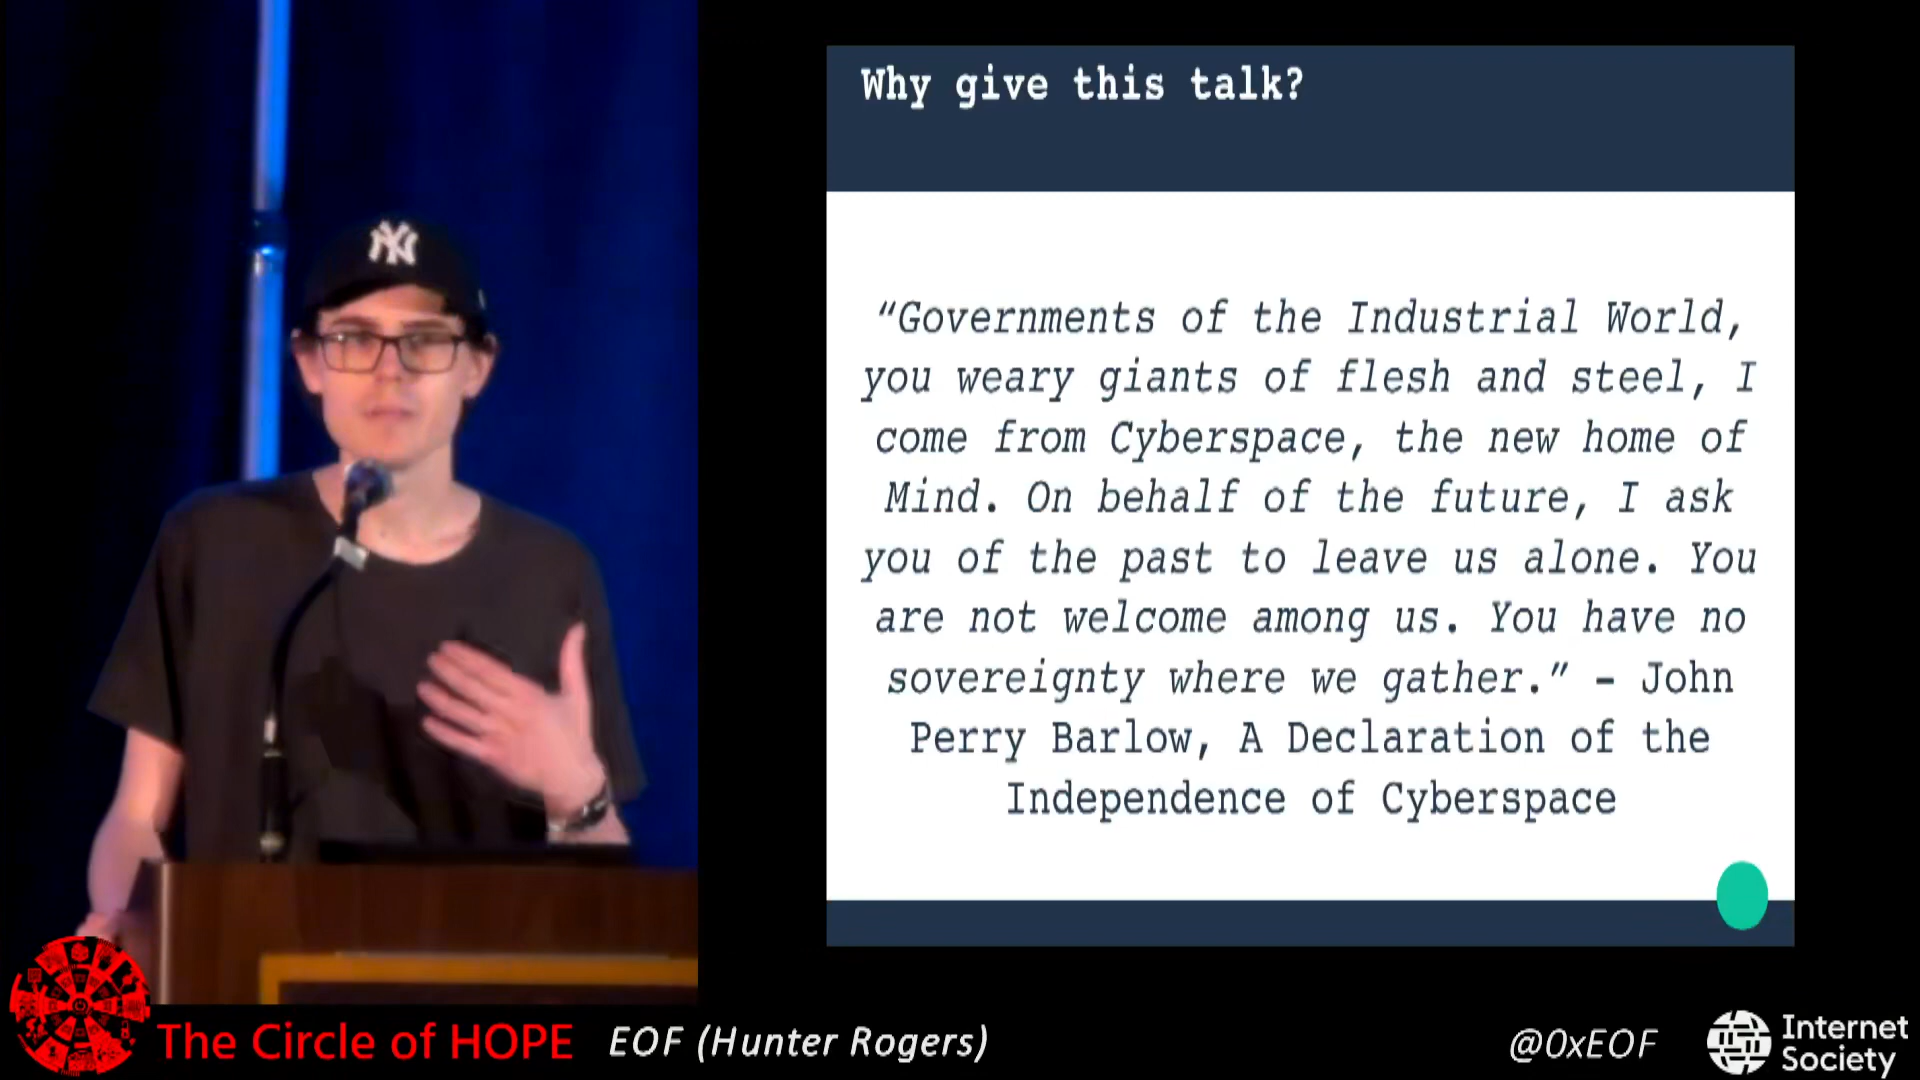 NY
Why give this talk?
“Governments of the Industrial World,
you weary giants of flesh and steel, I
come from Cyberspace, the new home of
Mind. On behalf of the future, I ask
you of the past to leave us alone. You
are not welcome among us. You have no
sovereignty where we gather.” – John
Perry Barlow, A Declaration of the
Independence of Cyberspace
The Circle of HOPE
EOF (Hunter Rogers)
@0xEOF
Internet
Society